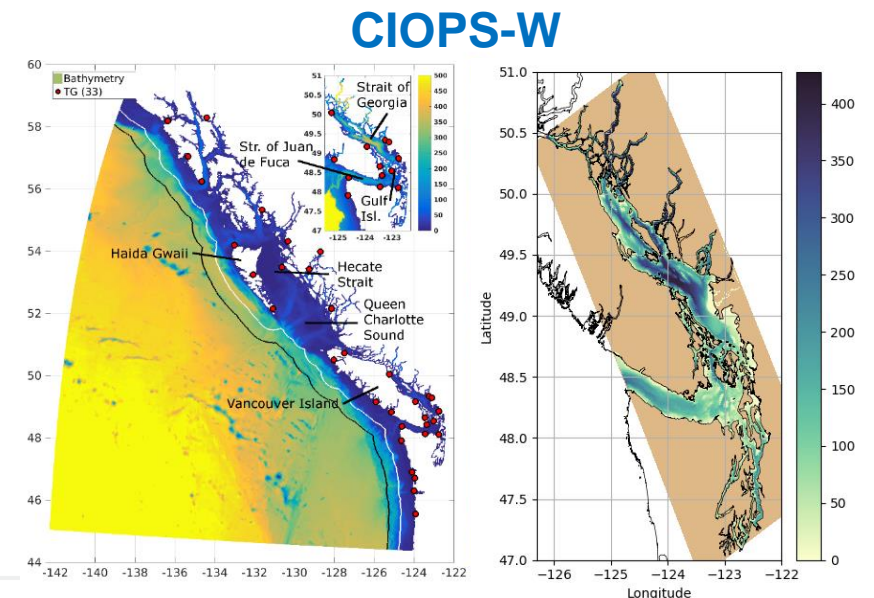 CIOPS-W
60
58
56
54
52
50
48
46
44
-142 -140 -138 -136 -134 -132 -130 -128 -126 -124 -122
Bathymetry
TG (33)
Haida Gwaii
Hecate
Strait
Queen
Charlotte
Sound
Vancouver Island
51
50.5
50
49.5
49
48.5
48
47.5
47
-125 -124 -123
Strait of
Georgia
Str. of Juan
de Fuca
Gulf
Isl.
500
450
400
350
300
250
200
150
100
50
0
Latitude
51.0
50.5
50.0
49.5
49.0
48.5
48.0
47.5
47.0
−126 −125 −124 −123 −122
Longitude
400
350
300
250
200
150
100
50
0